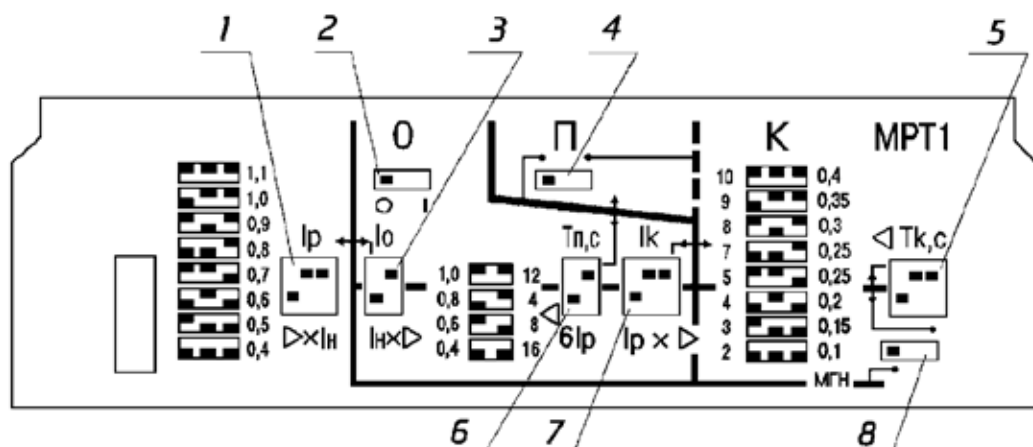 1 2 3 4 5
О П К МРТ1
1,1
1,0
0,9
0,8
0,7
0,6
0,5
0,4
Iр
▷×Iн
O I
Iо
Iн×▷
1,0 12
0,8 4
0,6 8
0,4 16
Tп,с
◁
6Iр
Iк
Iр × ▷
10 0,4
9 0,35
8 0,3
7 0,25
5 0,25
4 0,2
3 0,15
2 0,1
◁ Tк,с
МГН
6 7 8